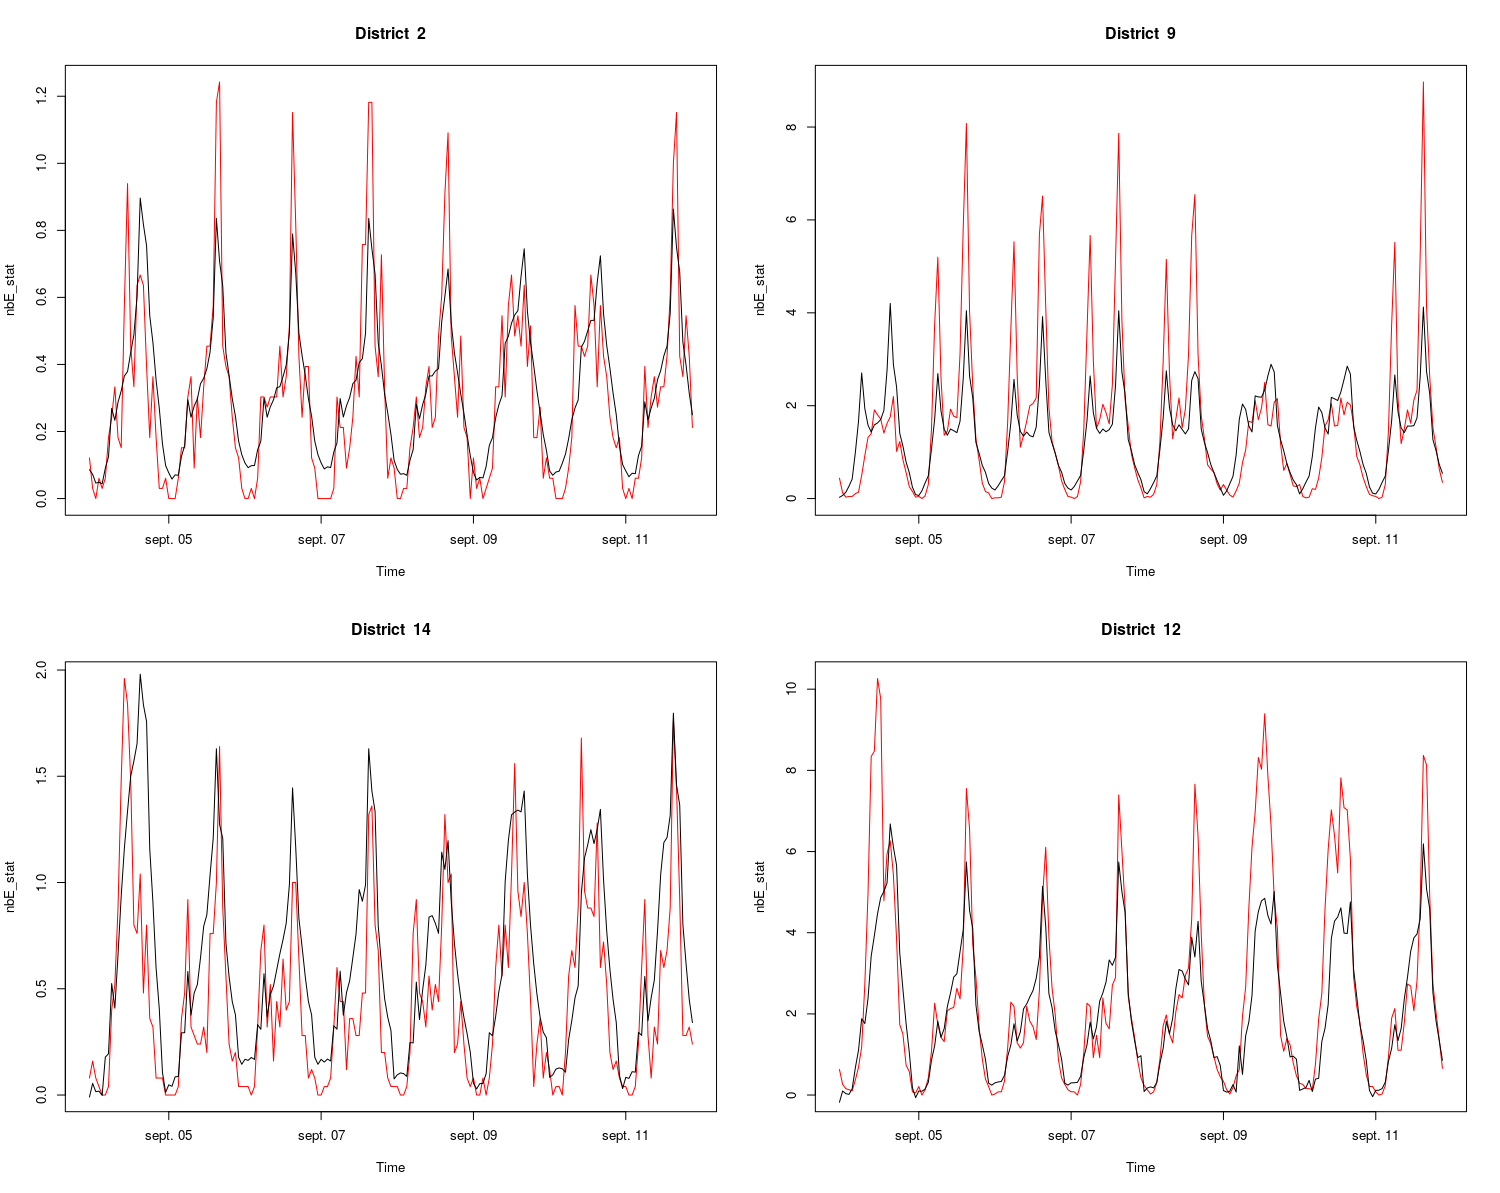 District 2
nbE_stat
0.0
0.2
0.4
0.6
0.8
1.0
1.2
sept. 05
sept. 07
sept. 09
sept. 11
Time
District 9
nbE_stat
0
2
4
6
8
sept. 05
sept. 07
sept. 09
sept. 11
Time
District 14
nbE_stat
0.0
0.5
1.0
1.5
2.0
sept. 05
sept. 07
sept. 09
sept. 11
Time
District 12
nbE_stat
0
2
4
6
8
10
sept. 05
sept. 07
sept. 09
sept. 11
Time